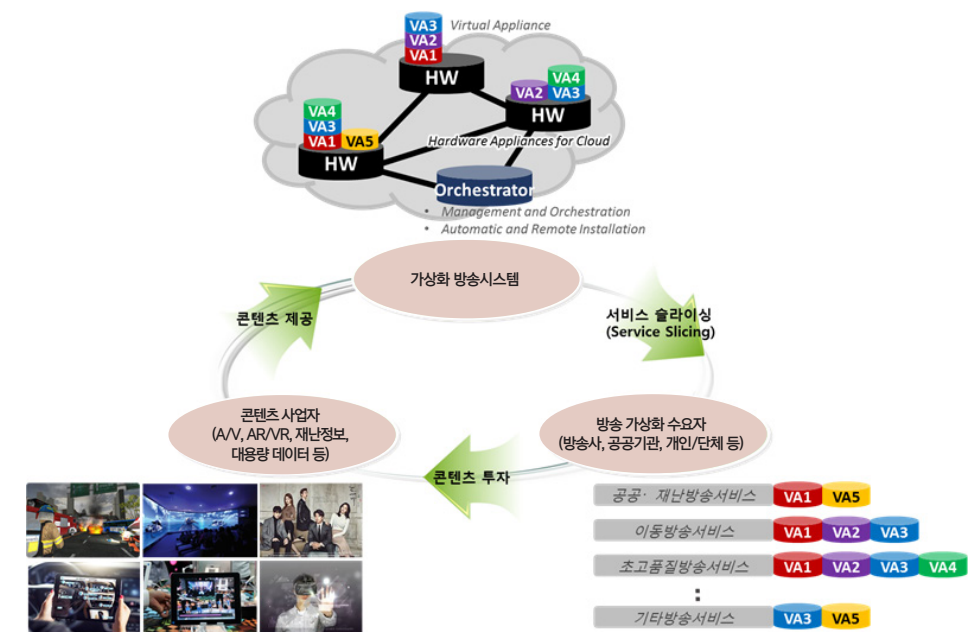 VA3
Virtual Appliance
VA2
VA1
HW
VA4
VA2
VA3
HW
VA4
VA3
VA1
VA5
HW
Hardware Appliances for Cloud
Orchestrator
• Management and Orchestration
• Automatic and Remote Installation
가상화 방송시스템
콘텐츠 제공
서비스 슬라이싱
(Service Slicing)
콘텐츠 사업자
(A/V, AR/VR, 재난정보,
대용량 데이터 등)
방송 가상화 수요자
(방송사, 공공기관, 개인/단체 등)
콘텐츠 투자
공공· 재난방송서비스 VA1 VA5
이동방송서비스 VA1 VA2 VA3
초고품질방송서비스 VA1 VA2 VA3 VA4
:
기타방송서비스 VA3 VA5